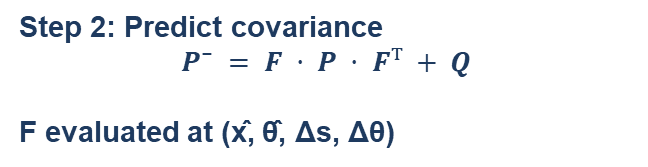 Step 2: Predict covariance
P⁻ = F · P · Fᵀ + Q
F evaluated at (x̂, θ̂, Δs, Δθ)